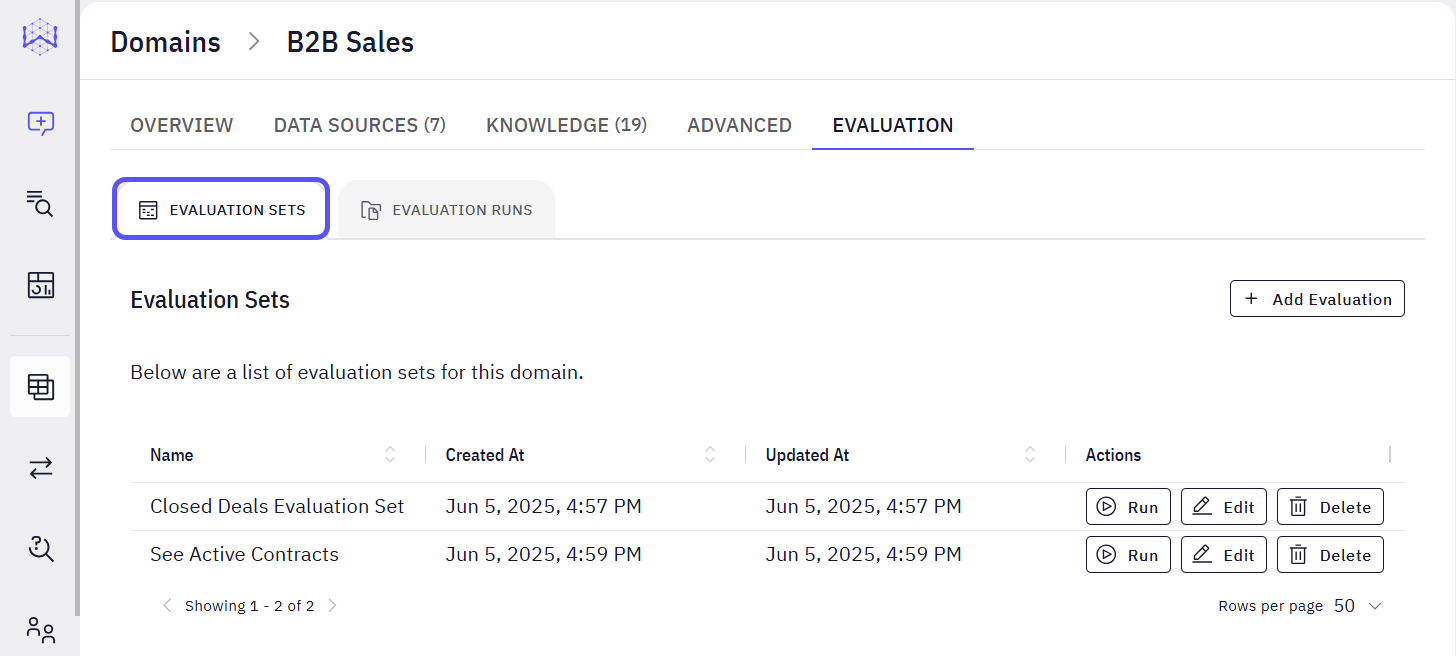 Domains > B2B Sales
OVERVIEW DATA SOURCES (7) KNOWLEDGE (19) ADVANCED EVALUATION
EVALUATION SETS EVALUATION RUNS
Evaluation Sets + Add Evaluation
Below are a list of evaluation sets for this domain.
Name Created At Updated At Actions
Closed Deals Evaluation Set Jun 5, 2025, 4:57 PM Jun 5, 2025, 4:57 PM Run Edit Delete
See Active Contracts Jun 5, 2025, 4:59 PM Jun 5, 2025, 4:59 PM Run Edit Delete
Showing 1 - 2 of 2 Rows per page 50